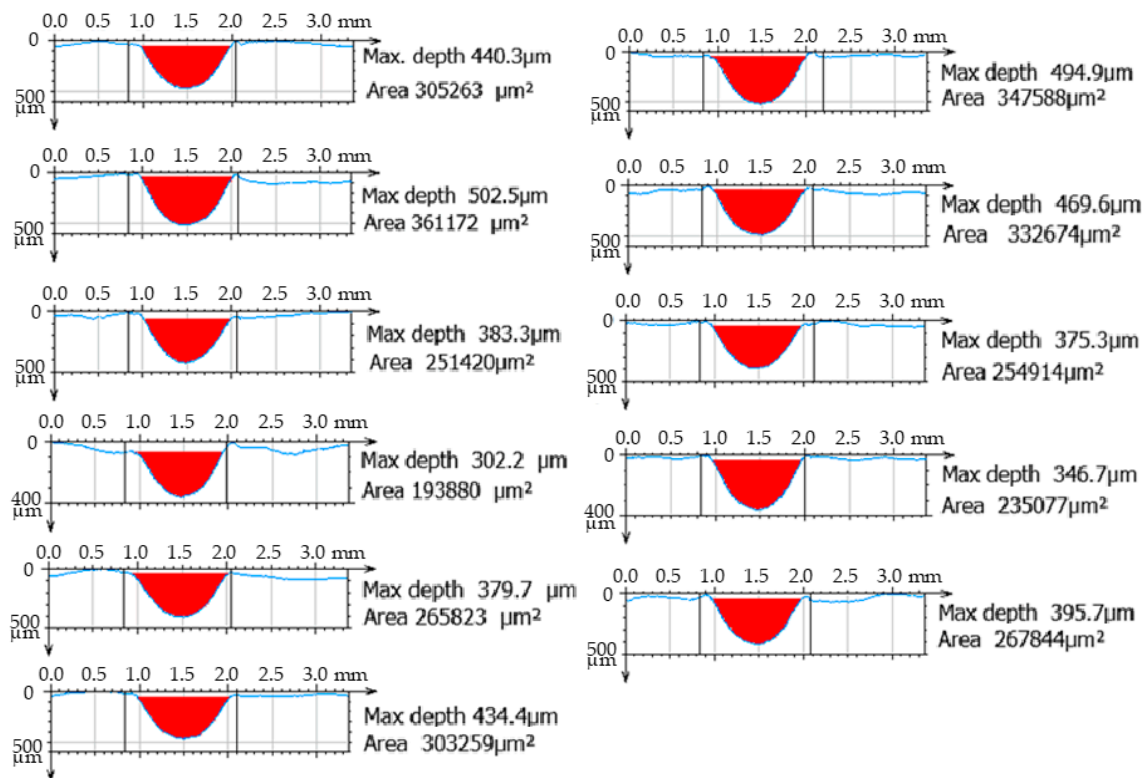 0.0 0.5 1.0 1.5 2.0 2.5 3.0 mm
0
500
μm
Max. depth 440.3μm
Area 305263 μm²
0.0 0.5 1.0 1.5 2.0 2.5 3.0 mm
0
500
μm
Max depth 502.5μm
Area 361172 μm²
0.0 0.5 1.0 1.5 2.0 2.5 3.0 mm
0
500
μm
Max depth 383.3μm
Area 251420μm²
0.0 0.5 1.0 1.5 2.0 2.5 3.0 mm
0
400
μm
Max depth 302.2 μm
Area 193880 μm²
0.0 0.5 1.0 1.5 2.0 2.5 3.0 mm
0
500
μm
Max depth 379.7 μm
Area 265823 μm²
0.0 0.5 1.0 1.5 2.0 2.5 3.0 mm
0
500
μm
Max depth 434.4μm
Area 303259μm²
0.0 0.5 1.0 1.5 2.0 2.5 3.0 mm
0
500
μm
Max depth 494.9μm
Area 347588μm²
0.0 0.5 1.0 1.5 2.0 2.5 3.0 mm
0
500
μm
Max depth 469.6μm
Area 332674μm²
0.0 0.5 1.0 1.5 2.0 2.5 3.0 mm
0
500
μm
Max depth 375.3μm
Area 254914μm²
0.0 0.5 1.0 1.5 2.0 2.5 3.0 mm
0
400
μm
Max depth 346.7μm
Area 235077μm²
0.0 0.5 1.0 1.5 2.0 2.5 3.0 mm
0
500
μm
Max depth 395.7μm
Area 267844μm²